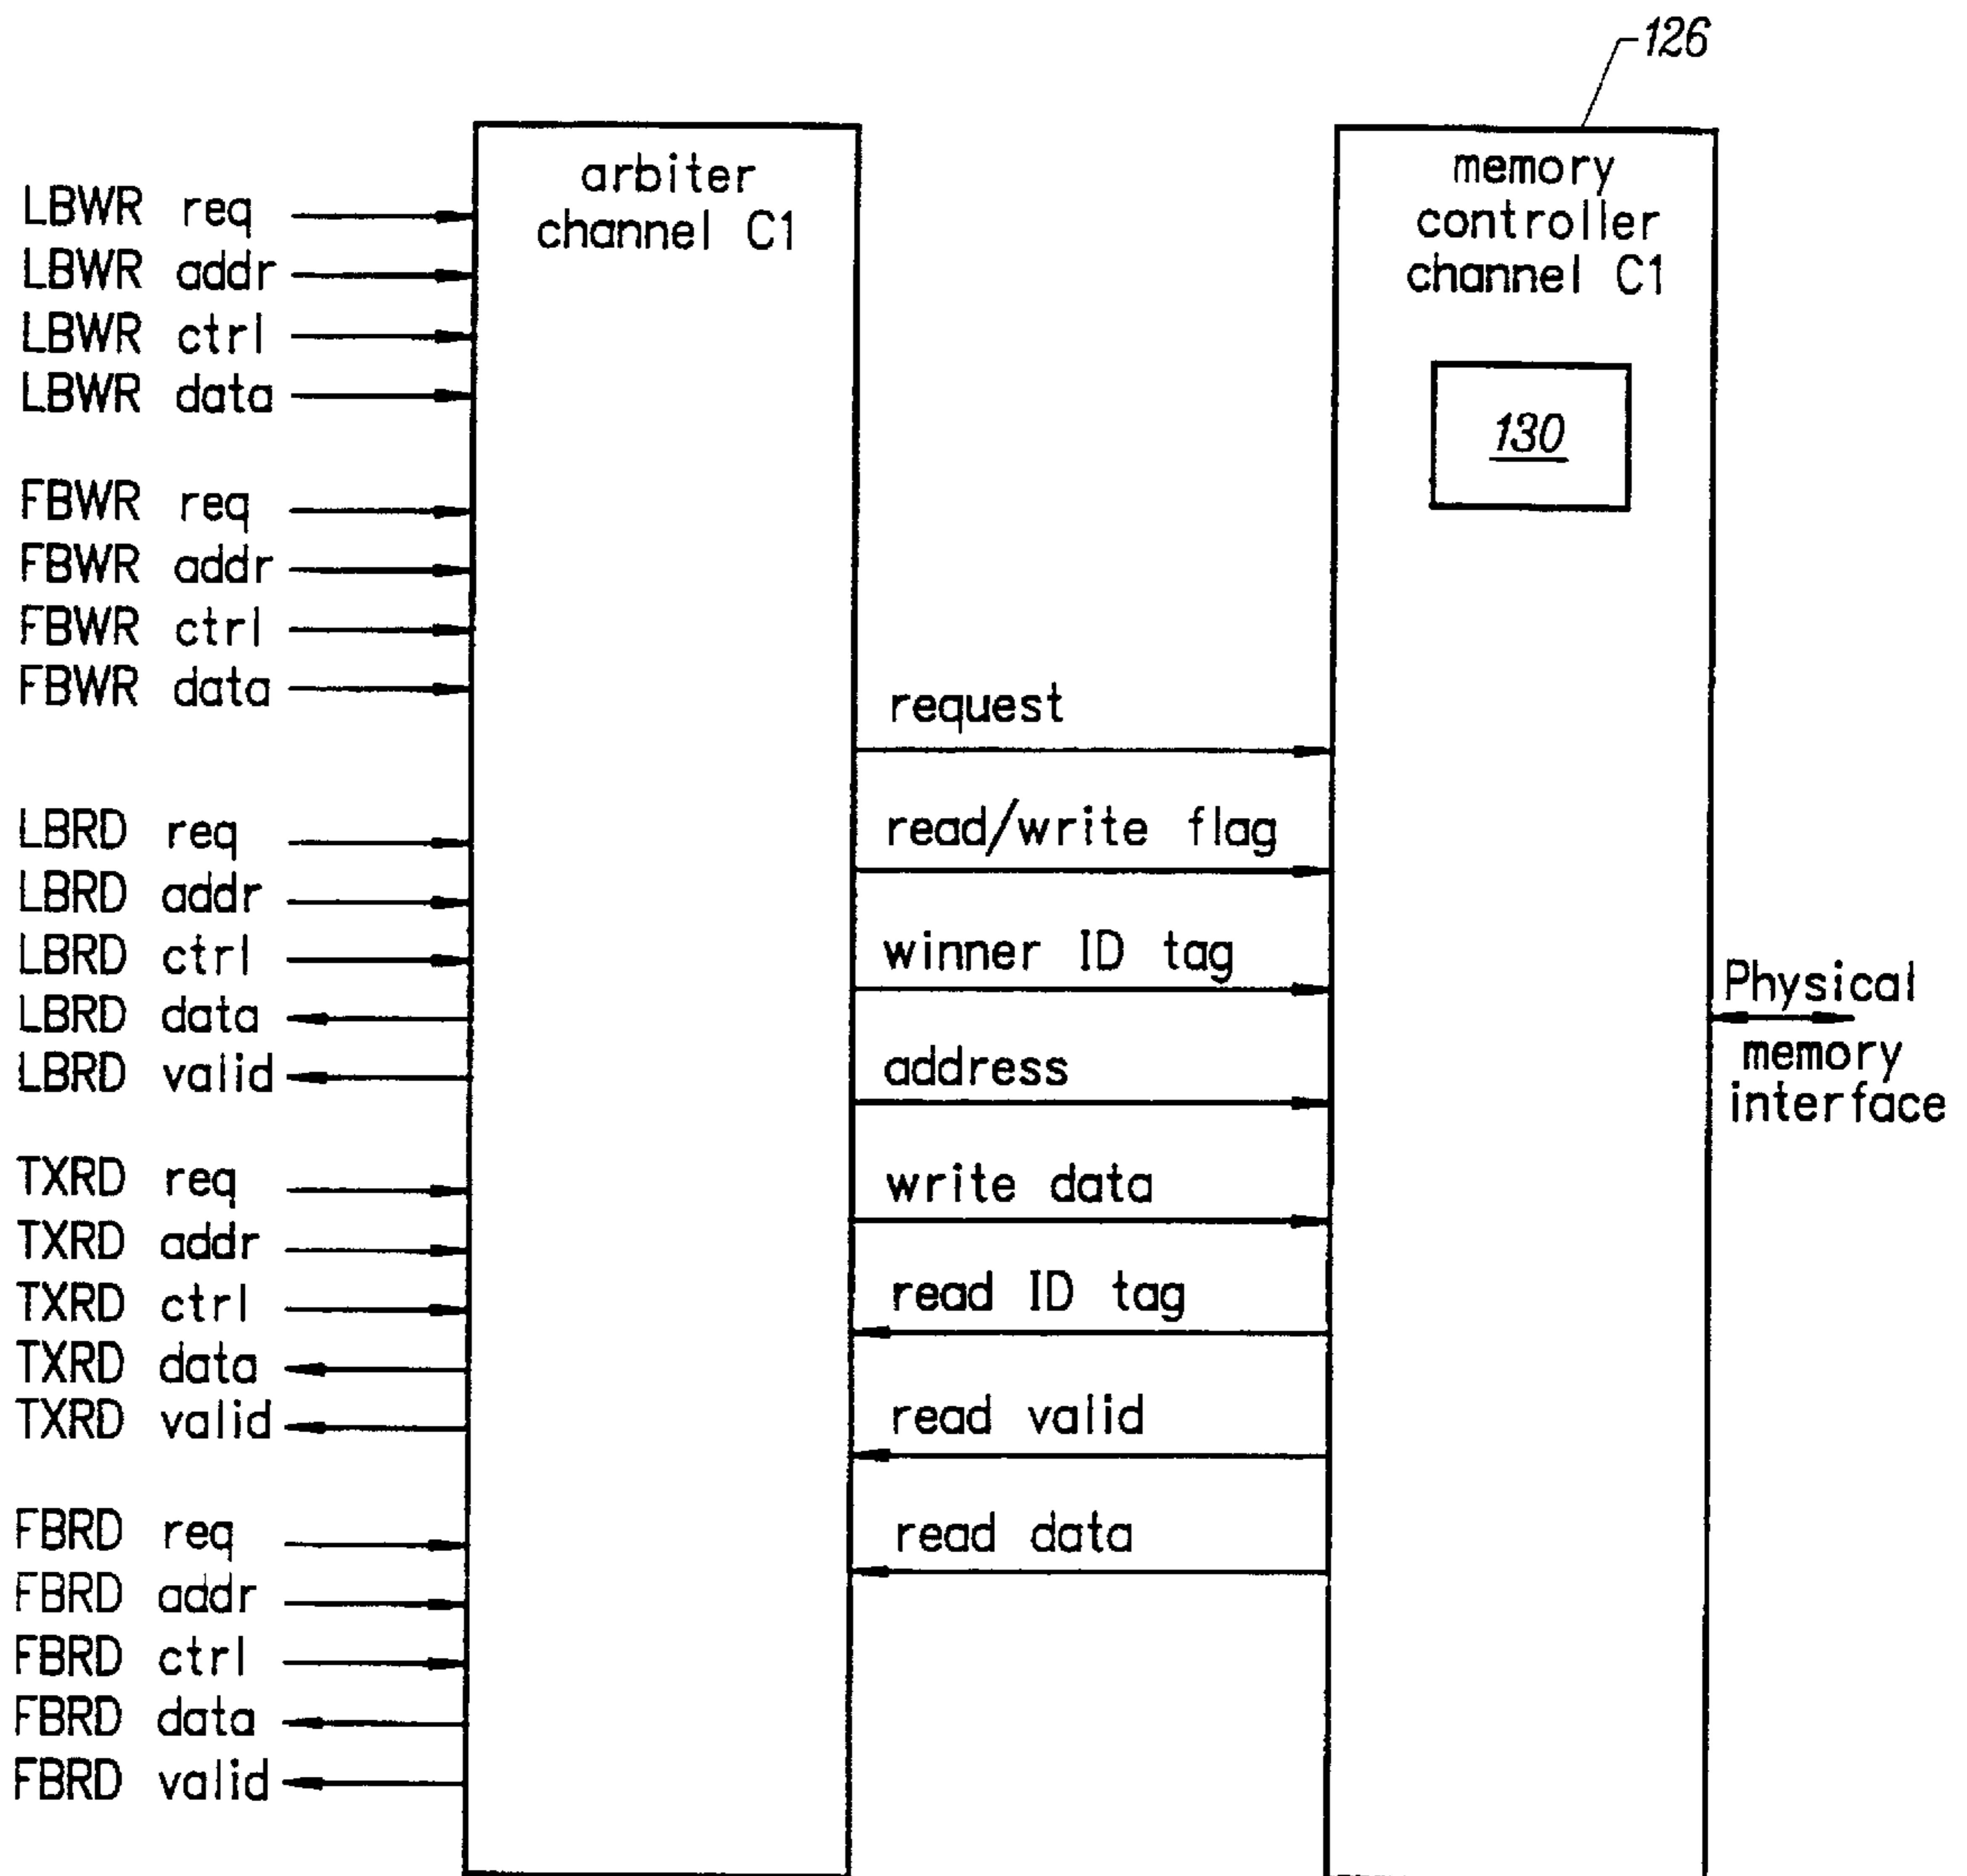 126
arbiter
channel C1
memory
controller
channel C1
130
LBWR req
LBWR addr
LBWR ctrl
LBWR data
FBWR req
FBWR addr
FBWR ctrl
FBWR data
LBRD req
LBRD addr
LBRD ctrl
LBRD data
LBRD valid
TXRD req
TXRD addr
TXRD ctrl
TXRD data
TXRD valid
FBRD req
FBRD addr
FBRD ctrl
FBRD data
FBRD valid
request
read/write flag
winner ID tag
address
write data
read ID tag
read valid
read data
Physical
memory
interface